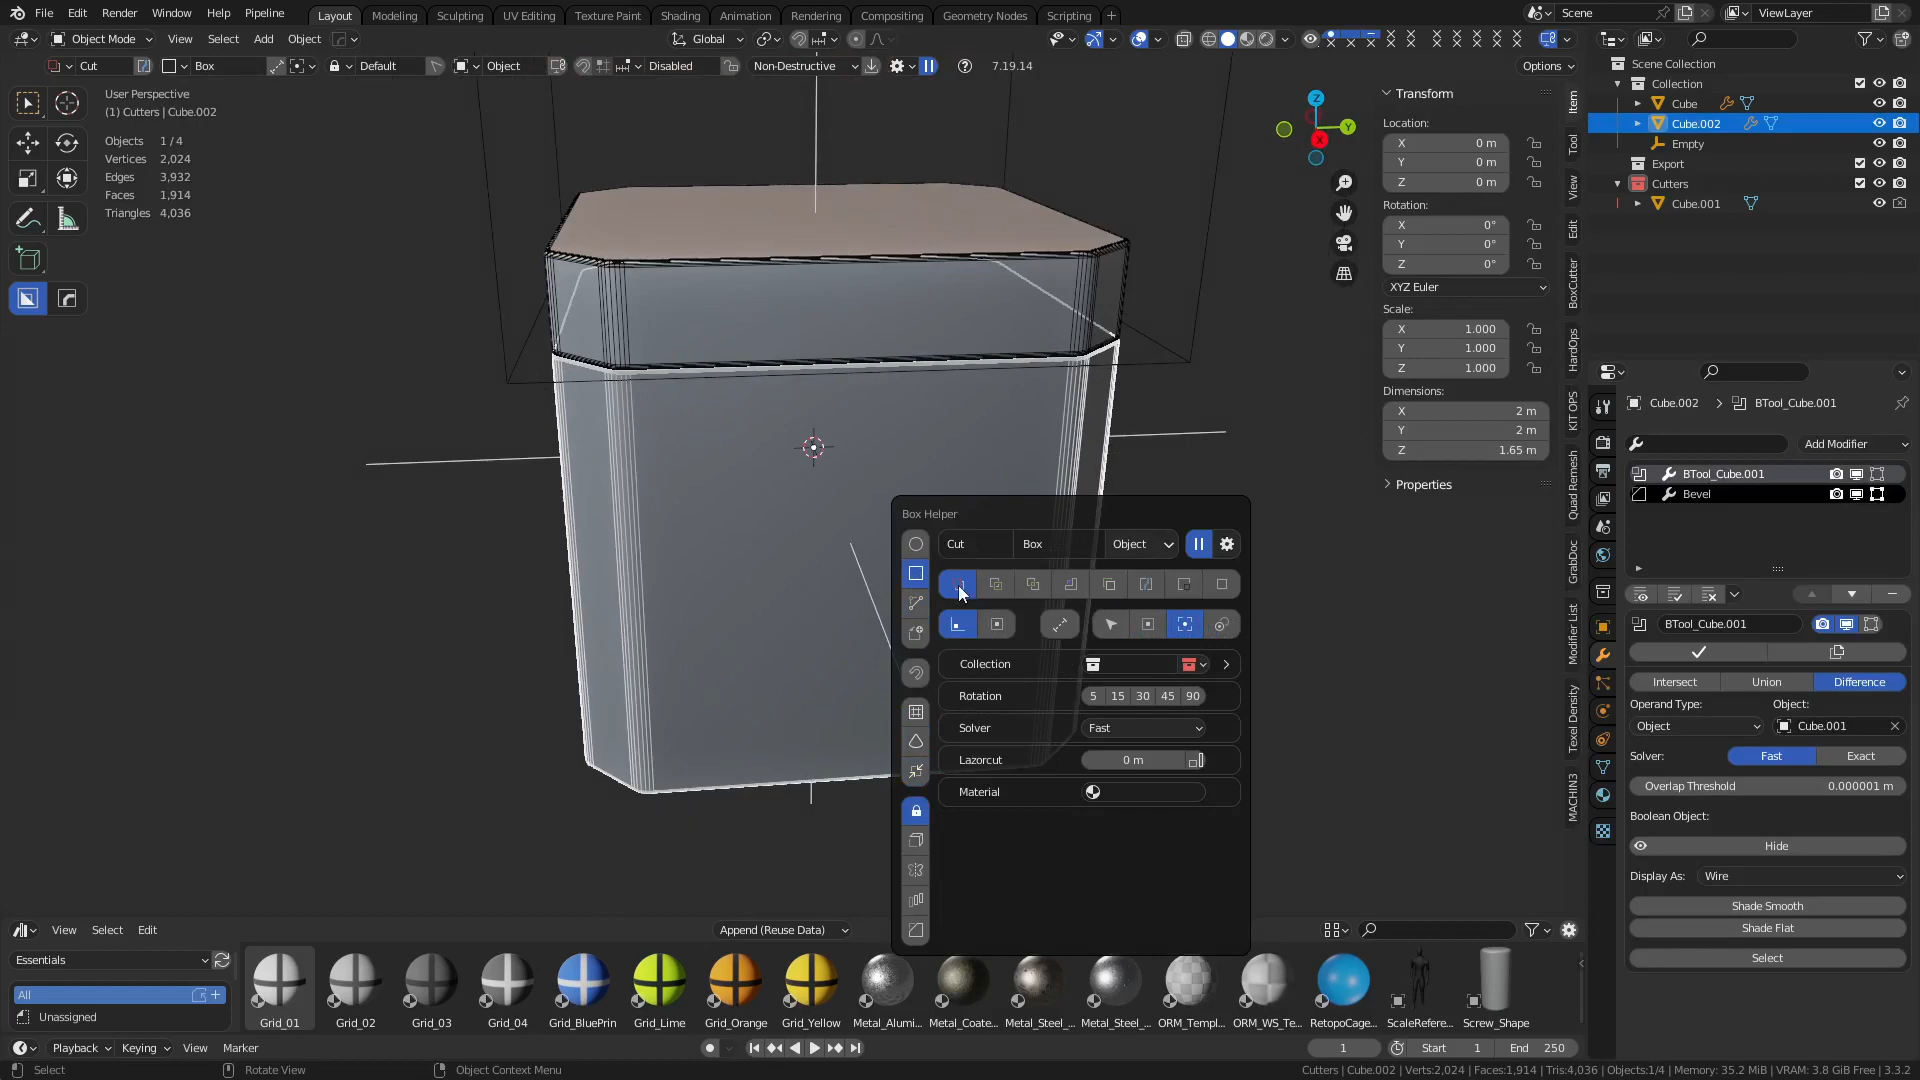 File Edit Render Window Help Pipeline Layout Modeling Sculpting UV Editing Texture Paint Shading Animation Rendering Compositing Geometry Nodes Scripting + Scene ViewLayer
Object Mode View Select Add Object Global
Cut Box Default Object Disabled Non-Destructive 7.19.14 Options
User Perspective
(1) Cutters | Cube.002
Objects 1 / 4
Vertices 2,024
Edges 3,932
Faces 1,914
Triangles 4,036
Z
Y
X
Transform
Location:
X 0 m
Y 0 m
Z 0 m
Rotation:
X 0°
Y 0°
Z 0°
XYZ Euler
Scale:
X 1.000
Y 1.000
Z 1.000
Dimensions:
X 2 m
Y 2 m
Z 1.65 m
Properties
Item
Tool
View
Edit
BoxCutter
HardOps
KIT OPS
Quad Remesh
GrabDoc
Modifier List
Texel Density
MACHIN3
Scene Collection
Collection
Cube
Cube.002
Empty
Export
Cutters
Cube.001
Cube.002 > BTool_Cube.001
Add Modifier
BTool_Cube.001
Bevel
BTool_Cube.001
Intersect Union Difference
Operand Type: Object:
Object Cube.001
Solver: Fast Exact
Overlap Threshold 0.000001 m
Boolean Object:
Hide
Display As: Wire
Shade Smooth
Shade Flat
Select
Box Helper
Cut Box Object
Collection
Rotation 5 15 30 45 90
Solver Fast
Lazorcut 0 m
Material
View Select Edit Append (Reuse Data)
Essentials
All
Unassigned
Grid_01 Grid_02 Grid_03 Grid_04 Grid_BluePrin Grid_Lime Grid_Orange Grid_Yellow Metal_Alumi... Metal_Coate... Metal_Steel_... Metal_Steel_... ORM_Templ... ORM_WS_Te... RetopoCage... ScaleRefere... Screw_Shape
Playback Keying View Marker 1 Start 1 End 250
Select Rotate View Object Context Menu Cutters | Cube.002 | Verts:2,024 | Faces:1,914 | Tris:4,036 | Objects:1/4 | Memory: 35.2 MiB | VRAM: 3.8 GiB Free | 3.3.2